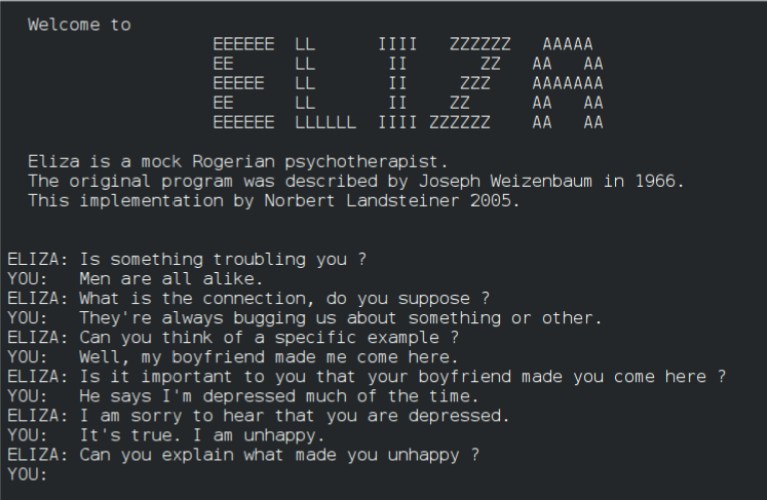 Welcome to
EEEEEE  LL      IIII   ZZZZZZ   AAAAA
EE      LL       II       ZZ   AA   AA
EEEEE   LL       II     ZZZ    AAAAAAA
EE      LL       II    ZZ      AA   AA
EEEEEE  LLLLLL  IIII ZZZZZZ    AA   AA
Eliza is a mock Rogerian psychotherapist.
The original program was described by Joseph Weizenbaum in 1966.
This implementation by Norbert Landsteiner 2005.
ELIZA: Is something troubling you ?
YOU:   Men are all alike.
ELIZA: What is the connection, do you suppose ?
YOU:   They're always bugging us about something or other.
ELIZA: Can you think of a specific example ?
YOU:   Well, my boyfriend made me come here.
ELIZA: Is it important to you that your boyfriend made you come here ?
YOU:   He says I'm depressed much of the time.
ELIZA: I am sorry to hear that you are depressed.
YOU:   It's true. I am unhappy.
ELIZA: Can you explain what made you unhappy ?
YOU: